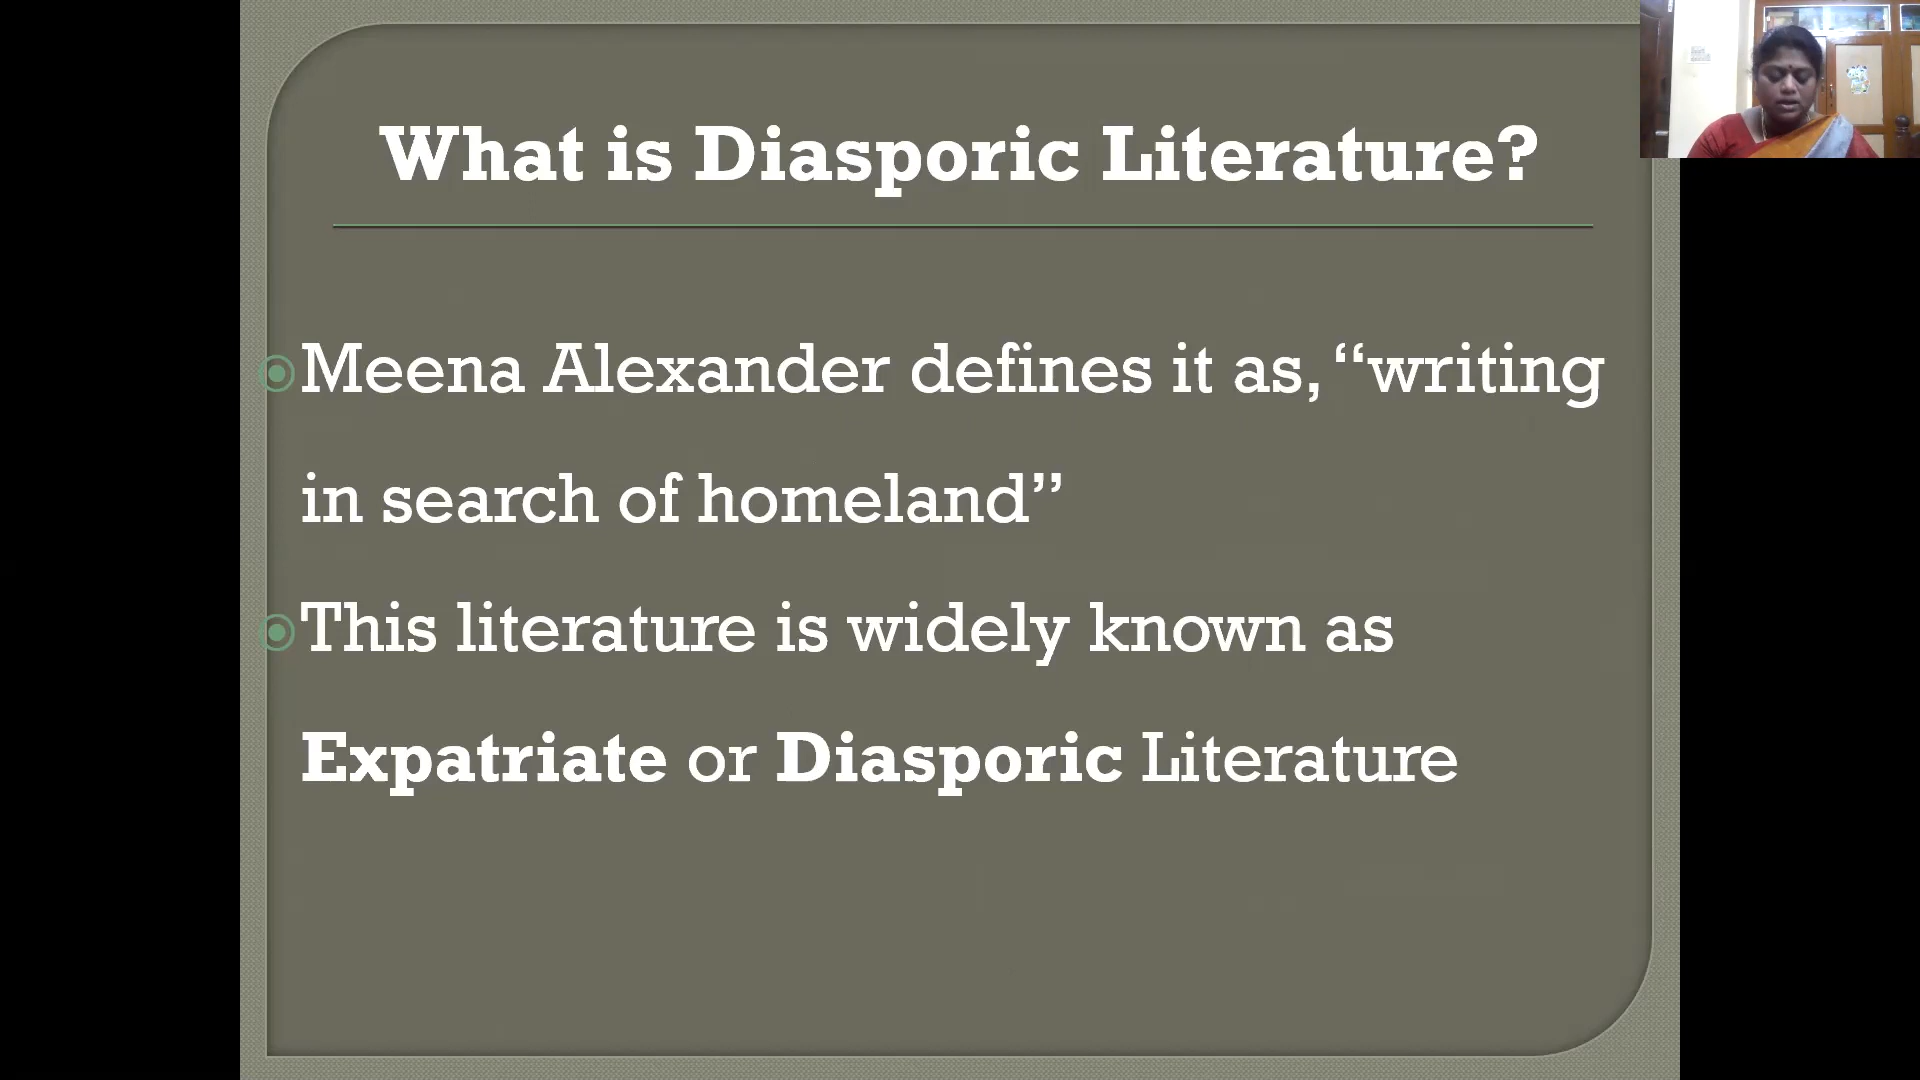 What is Diasporic Literature?
Meena Alexander defines it as, “writing
in search of homeland”
This literature is widely known as
Expatriate or Diasporic Literature